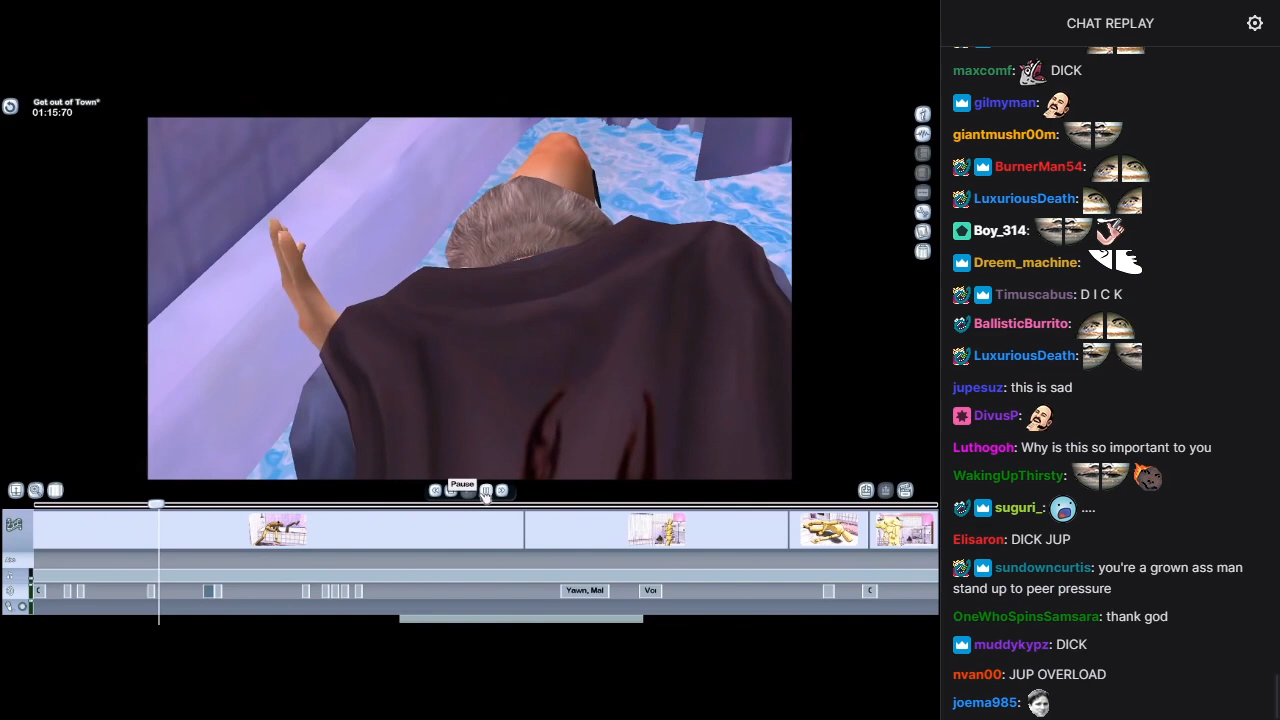 Get out of Town*
01:15:70
Pause
Yawn, Mal
Voi
C
CHAT REPLAY
maxcomf: DICK
gilmyman:
giantmushr00m:
BurnerMan54:
LuxuriousDeath:
Boy_314:
Dreem_machine:
Timuscabus: D I C K
BallisticBurrito:
LuxuriousDeath:
jupesuz: this is sad
DivusP:
Luthogoh: Why is this so important to you
WakingUpThirsty:
suguri_: ....
Elisaron: DICK JUP
sundowncurtis: you're a grown ass man
stand up to peer pressure
OneWhoSpinsSamsara: thank god
muddykypz: DICK
nvan00: JUP OVERLOAD
joema985: